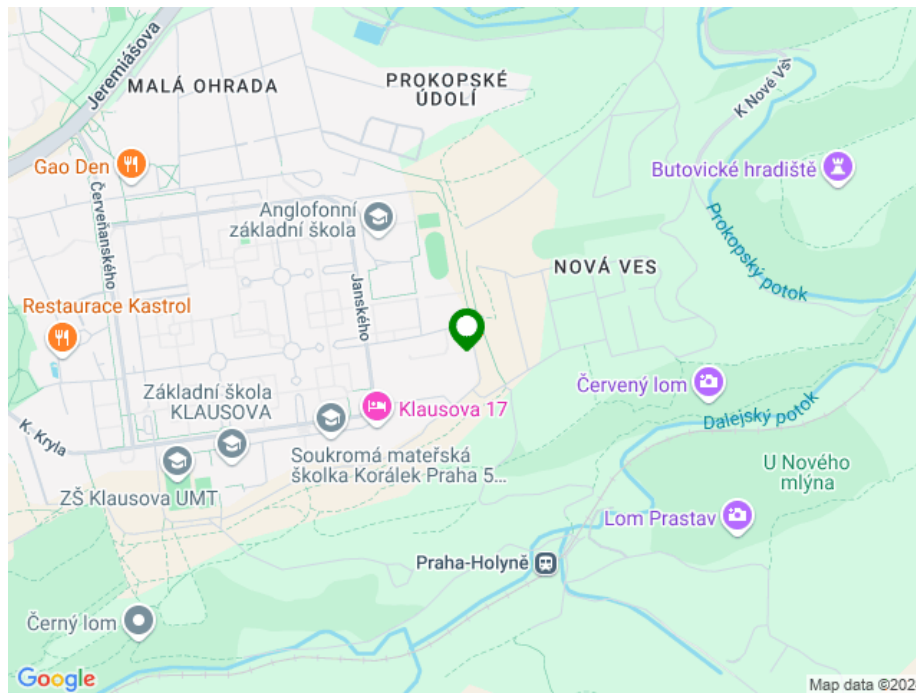 Jeremiášova
MALÁ OHRADA
PROKOPSKÉ
ÚDOLÍ
K Nové Vsi
Gao Den
Butovické hradiště
Červeňanského
Anglofonní
základní škola
Prokopský potok
NOVÁ VES
Janského
Restaurace Kastrol
Základní škola
KLAUSOVA
Klausova 17
Červený lom
Dalejský potok
K. Kryla
Soukromá mateřská
školka Korálek Praha 5...
U Nového
mlýna
ZŠ Klausova UMT
Lom Prastav
Praha-Holyně
Černý lom
Google
Map data ©202